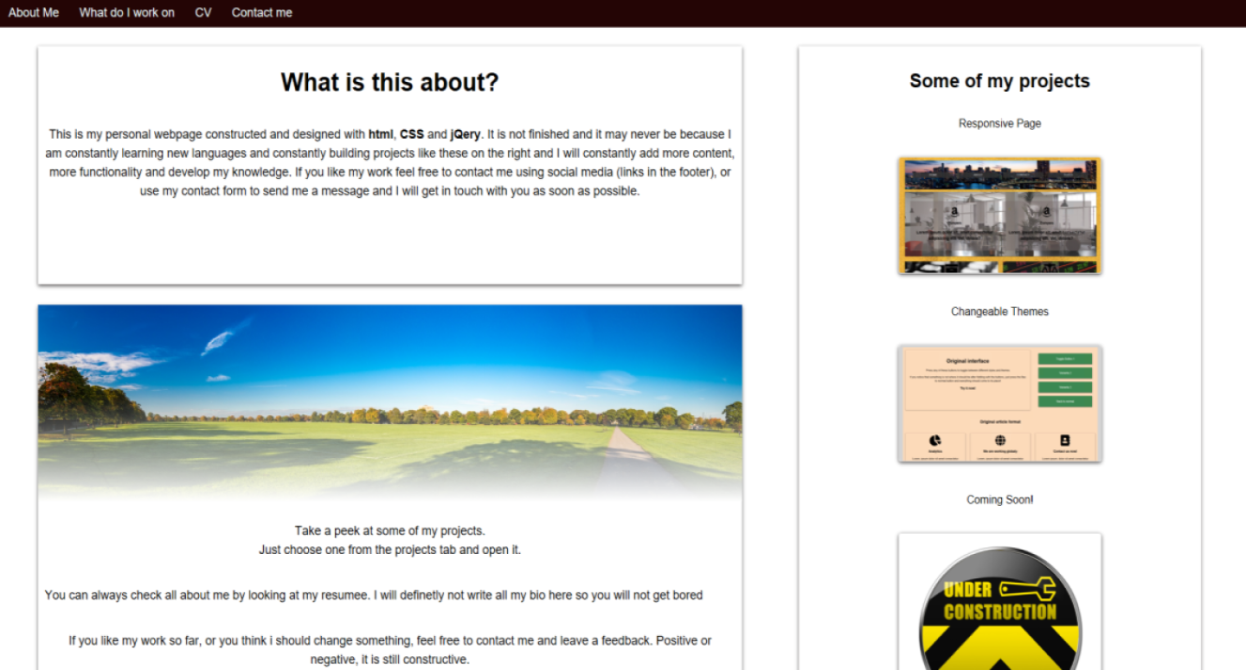 About Me
What do I work on
CV
Contact me
What is this about?
This is my personal webpage constructed and designed with html, CSS and jQery. It is not finished and it may never be because I
am constantly learning new languages and constantly building projects like these on the right and I will constantly add more content,
more functionality and develop my knowledge. If you like my work feel free to contact me using social media (links in the footer), or
use my contact form to send me a message and I will get in touch with you as soon as possible.
Take a peek at some of my projects.
Just choose one from the projects tab and open it.
You can always check all about me by looking at my resumee. I will definetly not write all my bio here so you will not get bored
If you like my work so far, or you think i should change something, feel free to contact me and leave a feedback. Positive or
negative, it is still constructive.
Some of my projects
Responsive Page
Changeable Themes
Original interface
Original article format
Analytics
We are working globaly
Coming Soon!
UNDER
CONSTRUCTION